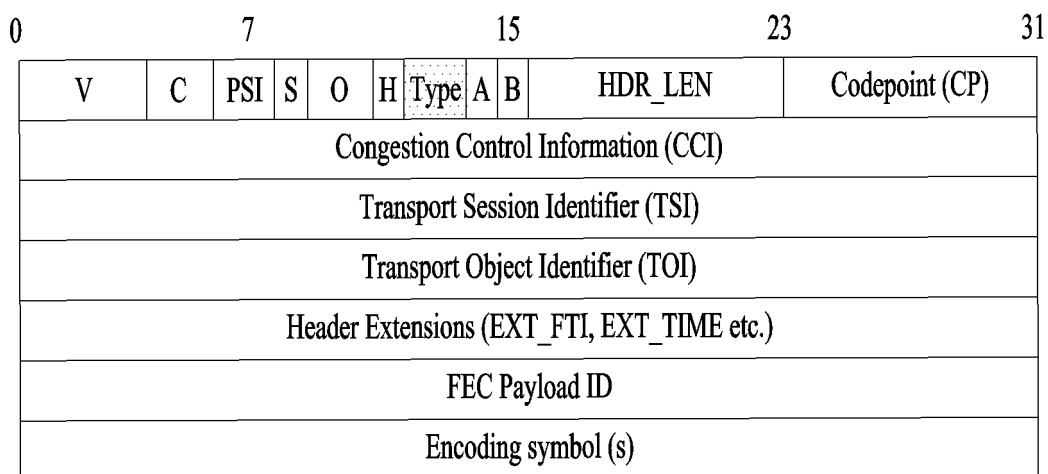 0 7 15 23 31
V C PSI S O H Type A B HDR_LEN Codepoint (CP)
Congestion Control Information (CCI)
Transport Session Identifier (TSI)
Transport Object Identifier (TOI)
Header Extensions (EXT_FTI, EXT_TIME etc.)
FEC Payload ID
Encoding symbol (s)